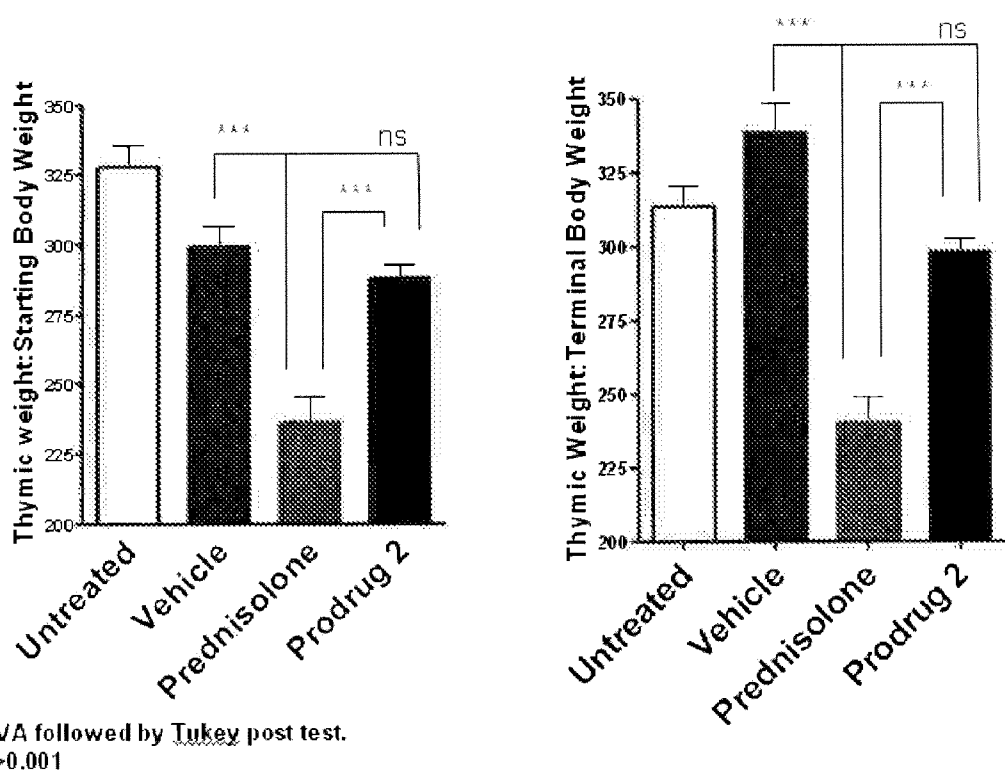 Thymic weight:Starting Body Weight
350
325
300
275
250
225
200
***
ns
***
Untreated
Vehicle
Prednisolone
Prodrug 2
Thymic Weight:Terminal Body Weight
350
325
300
275
250
225
200
***
ns
***
Untreated
Vehicle
Prednisolone
Prodrug 2
VA followed by Tukey post test.
>0.001